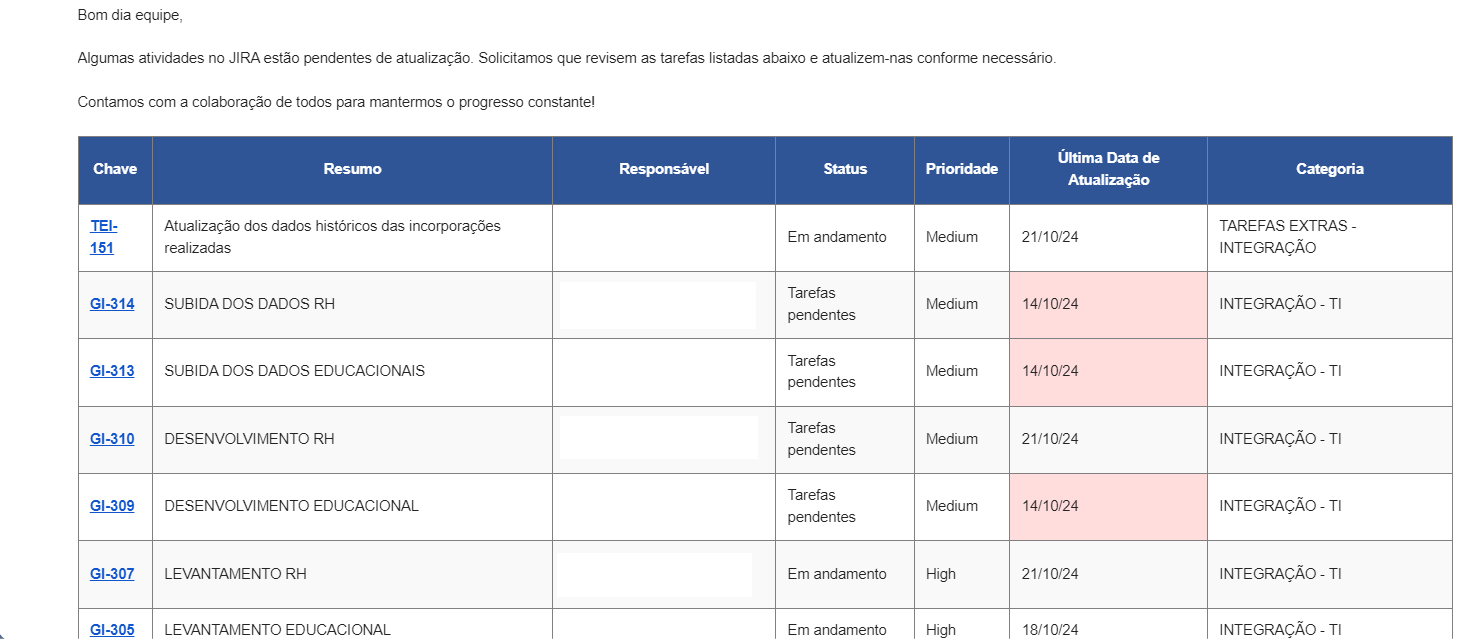 Bom dia equipe,
Algumas atividades no JIRA estão pendentes de atualização. Solicitamos que revisem as tarefas listadas abaixo e atualizem-nas conforme necessário.
Contamos com a colaboração de todos para mantermos o progresso constante!
Chave Resumo Responsável Status Prioridade Última Data de Atualização Categoria
TEI-151 Atualização dos dados históricos das incorporações realizadas Em andamento Medium 21/10/24 TAREFAS EXTRAS - INTEGRAÇÃO
GI-314 SUBIDA DOS DADOS RH Tarefas pendentes Medium 14/10/24 INTEGRAÇÃO - TI
GI-313 SUBIDA DOS DADOS EDUCACIONAIS Tarefas pendentes Medium 14/10/24 INTEGRAÇÃO - TI
GI-310 DESENVOLVIMENTO RH Tarefas pendentes Medium 21/10/24 INTEGRAÇÃO - TI
GI-309 DESENVOLVIMENTO EDUCACIONAL Tarefas pendentes Medium 14/10/24 INTEGRAÇÃO - TI
GI-307 LEVANTAMENTO RH Em andamento High 21/10/24 INTEGRAÇÃO - TI
GI-305 LEVANTAMENTO EDUCACIONAL Em andamento High 18/10/24 INTEGRAÇÃO - TI